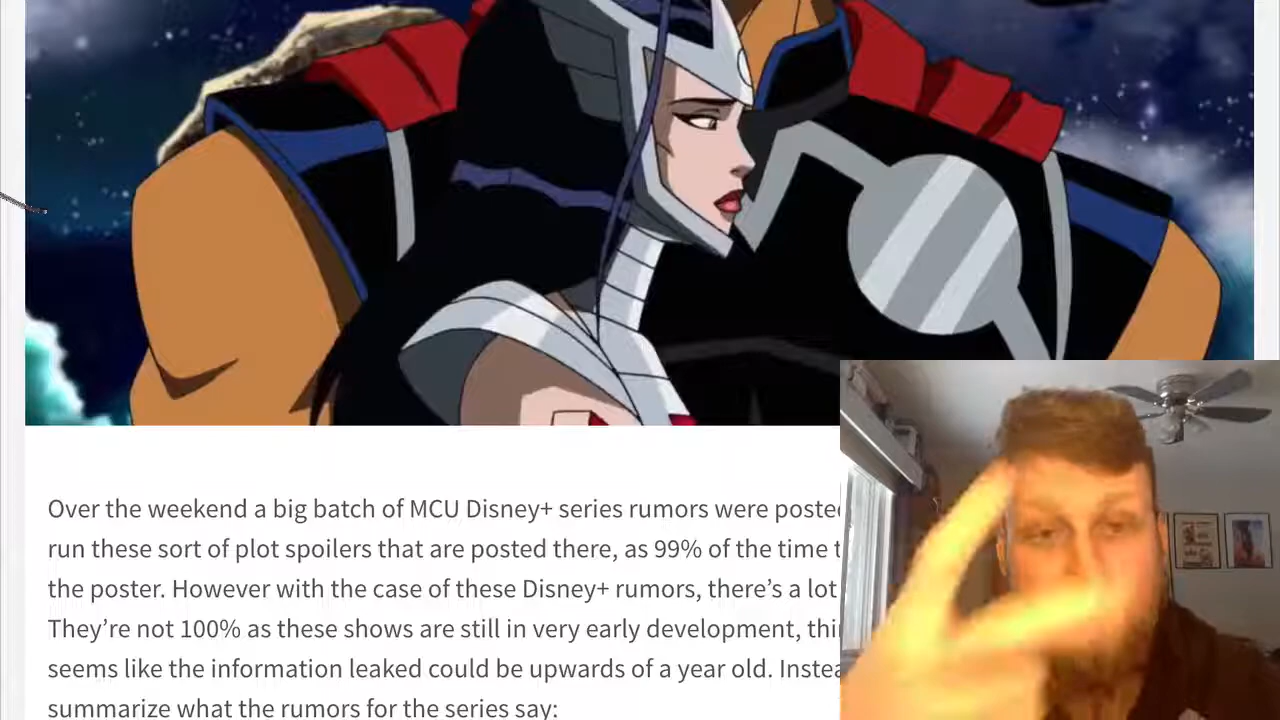 Over the weekend a big batch of MCU Disney+ series rumors were posted
run these sort of plot spoilers that are posted there, as 99% of the time
the poster. However with the case of these Disney+ rumors, there’s a lot
They’re not 100% as these shows are still in very early development,
seems like the information leaked could be upwards of a year old.
summarize what the rumors for the series say: